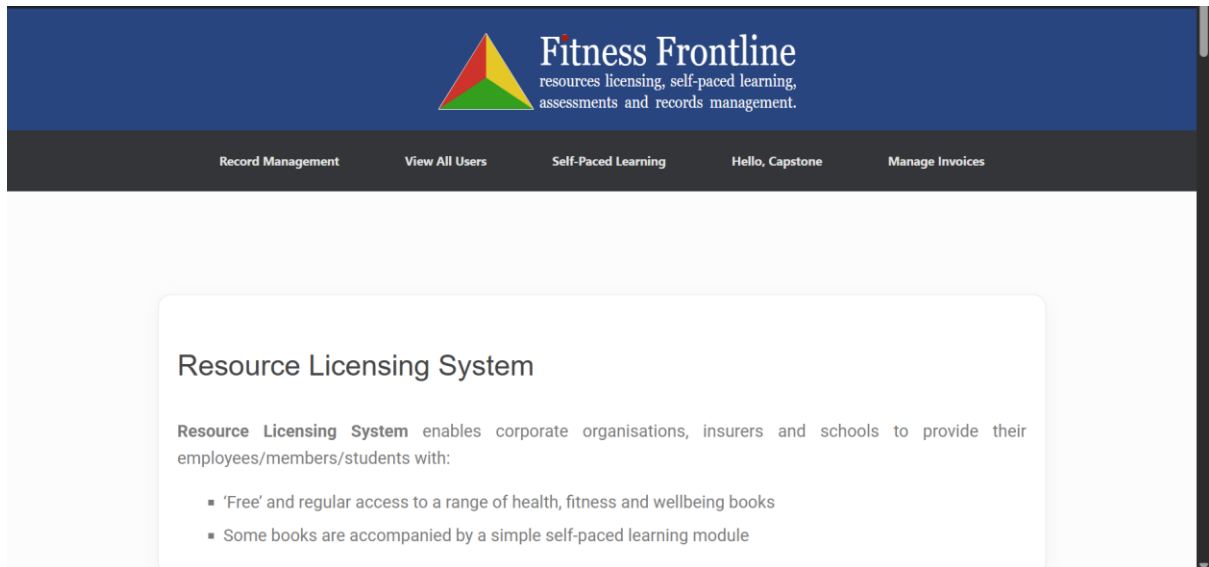 Fitness Frontline
resources licensing, self-paced learning,
assessments and records management.
Record Management View All Users Self-Paced Learning Hello, Capstone Manage Invoices
Resource Licensing System
Resource Licensing System enables corporate organisations, insurers and schools to provide their
employees/members/students with:
▪ ‘Free’ and regular access to a range of health, fitness and wellbeing books
▪ Some books are accompanied by a simple self-paced learning module